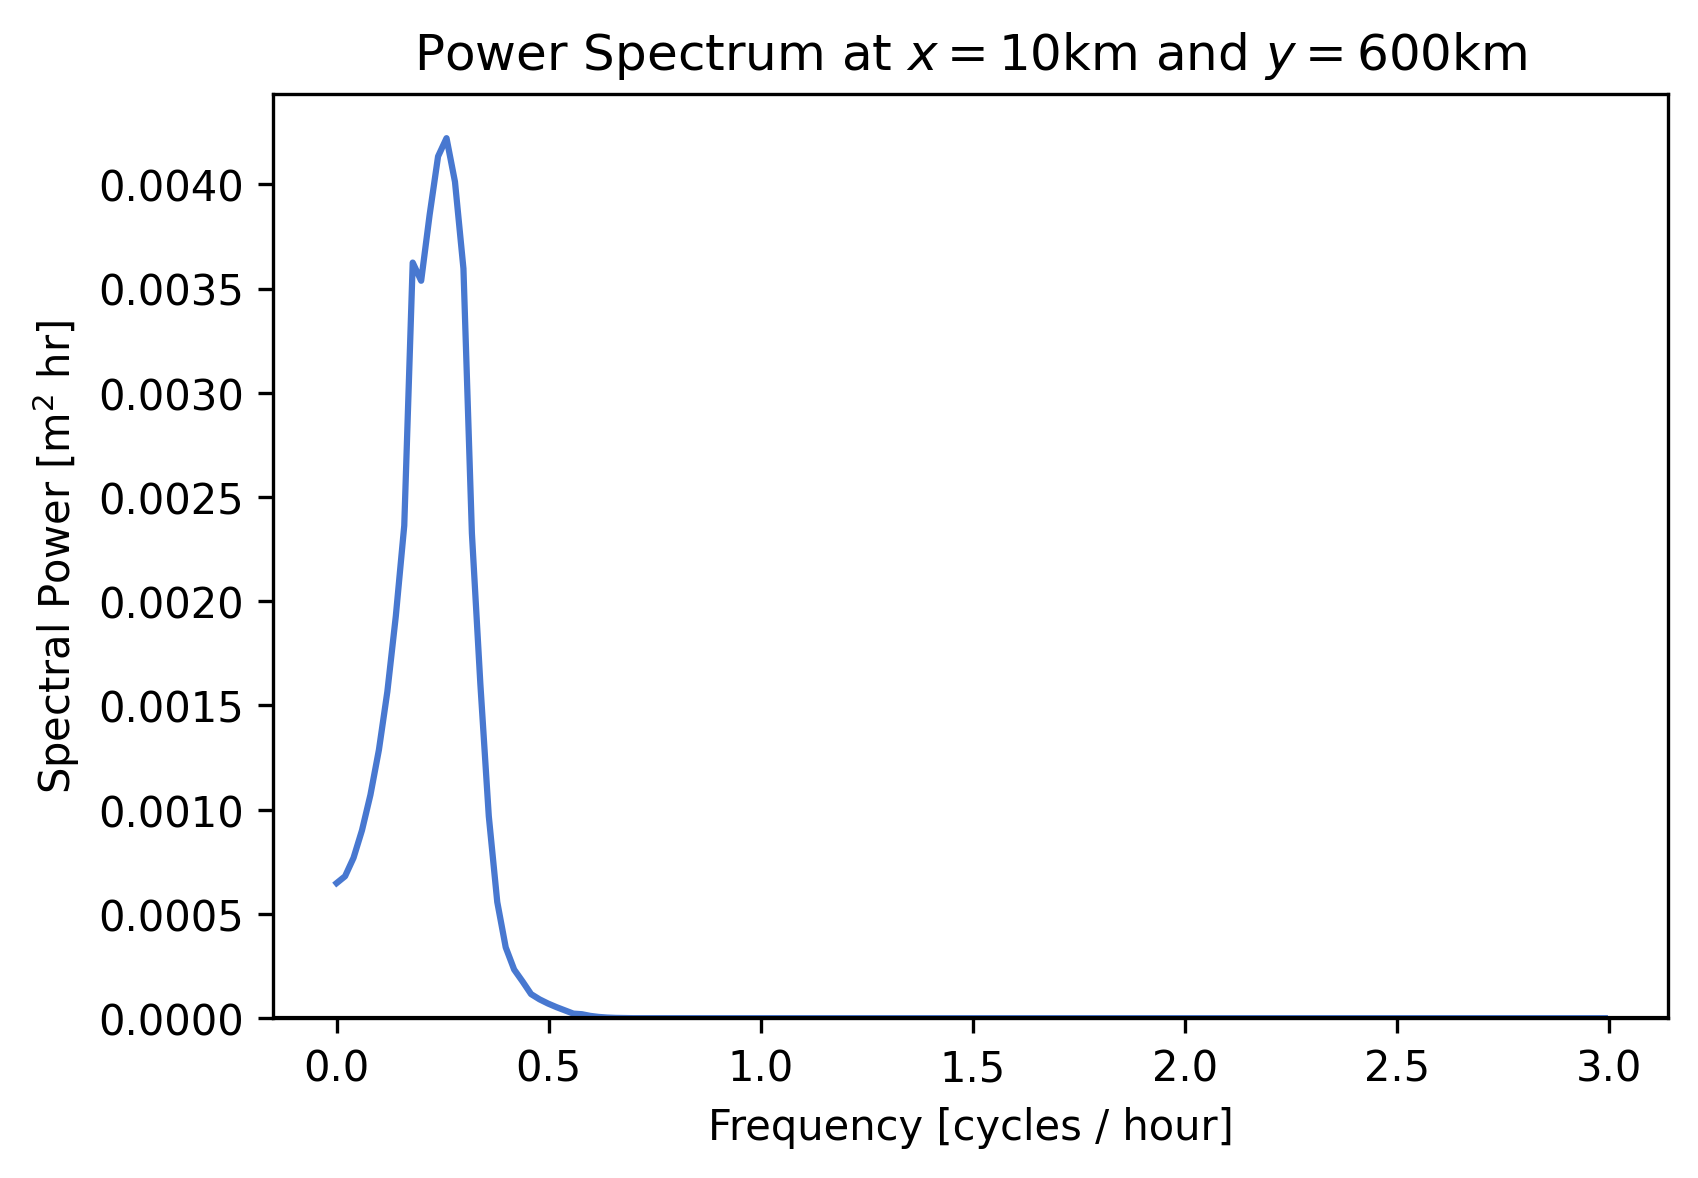 Power Spectrum at x = 10km and y = 600km
Spectral Power [m² hr]
0.0040
0.0035
0.0030
0.0025
0.0020
0.0015
0.0010
0.0005
0.0000
0.0 0.5 1.0 1.5 2.0 2.5 3.0
Frequency [cycles / hour]